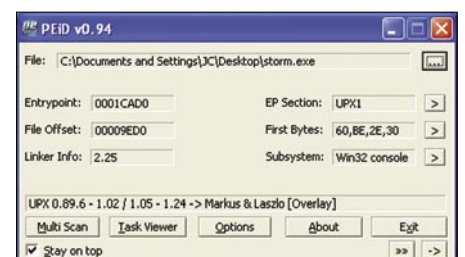 PEiD v0.94
File: C:\Documents and Settings\JC\Desktop\storm.exe ...
Entrypoint: 0001CAD0 EP Section: UPX1 >
File Offset: 00009ED0 First Bytes: 60,BE,2E,30 >
Linker Info: 2.25 Subsystem: Win32 console >
UPX 0.89.6 - 1.02 / 1.05 - 1.24 -> Markus & Laszlo [Overlay]
Multi Scan Task Viewer Options About Exit
Stay on top >> ->